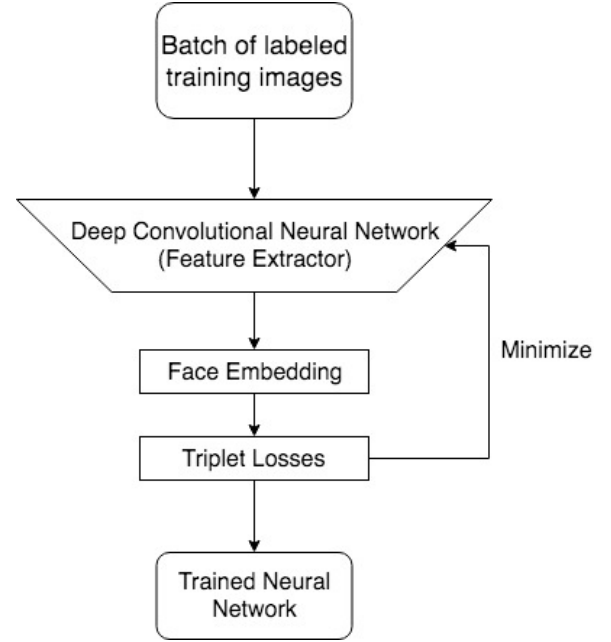 Batch of labeled
training images
Deep Convolutional Neural Network
(Feature Extractor)
Minimize
Face Embedding
Triplet Losses
Trained Neural
Network